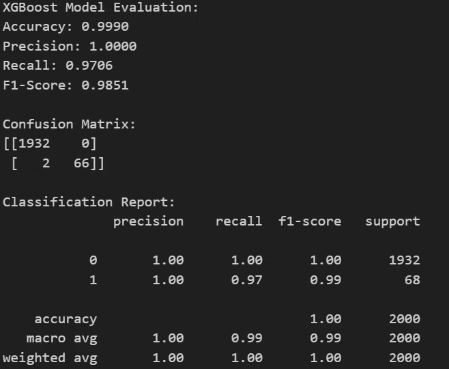 XGBoost Model Evaluation:
Accuracy: 0.9990
Precision: 1.0000
Recall: 0.9706
F1-Score: 0.9851
Confusion Matrix:
[[1932    0]
 [   2   66]]
Classification Report:
              precision    recall  f1-score   support
           0       1.00      1.00      1.00      1932
           1       1.00      0.97      0.99        68
    accuracy                           1.00      2000
   macro avg       1.00      0.99      0.99      2000
weighted avg       1.00      1.00      1.00      2000